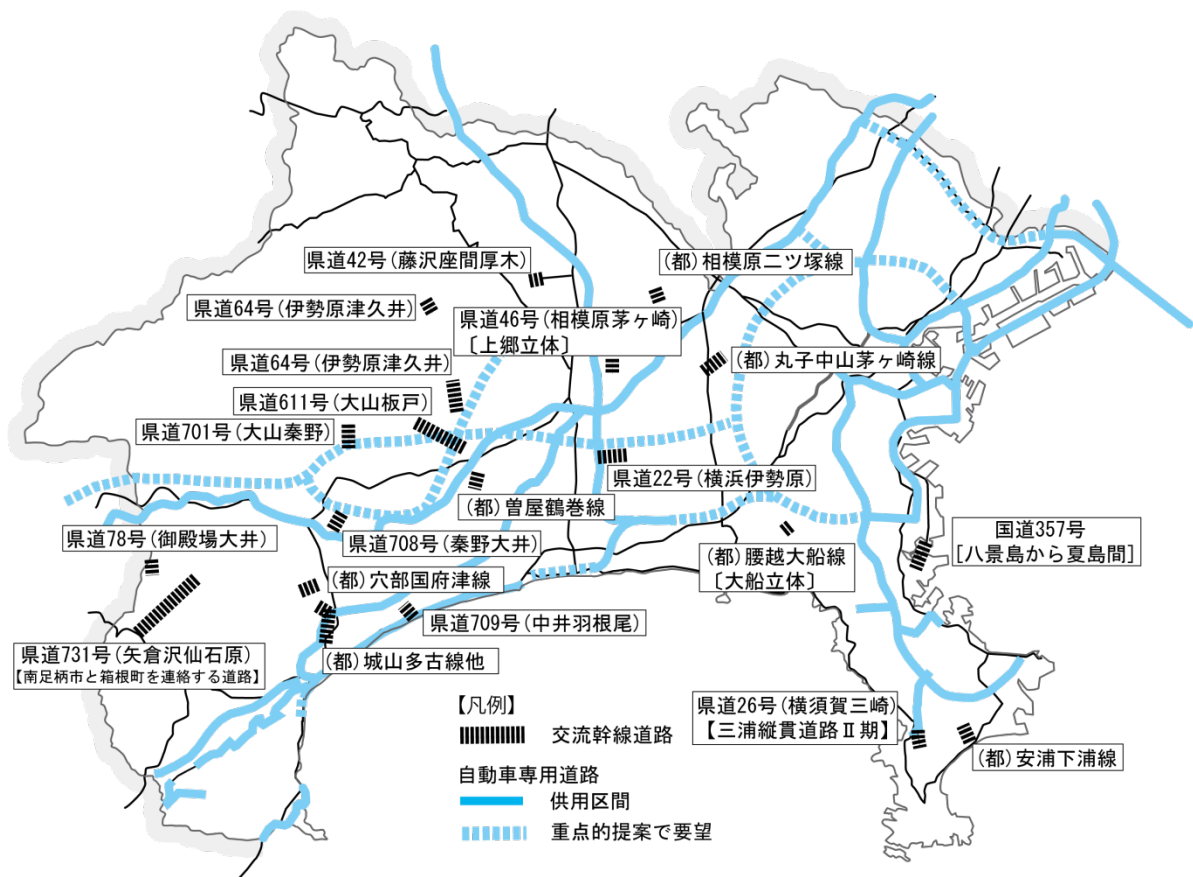 県道42号(藤沢座間厚木)
(都)相模原二ツ塚線
県道64号(伊勢原津久井)
県道46号(相模原茅ヶ崎)
〔上郷立体〕
県道64号(伊勢原津久井)
(都)丸子中山茅ヶ崎線
県道611号(大山板戸)
県道701号(大山秦野)
県道22号(横浜伊勢原)
(都)曽屋鶴巻線
県道78号(御殿場大井)
県道708号(秦野大井)
国道357号
[八景島から夏島間]
(都)腰越大船線
〔大船立体〕
(都)穴部国府津線
県道709号(中井羽根尾)
県道731号(矢倉沢仙石原)
【南足柄市と箱根町を連絡する道路】
(都)城山多古線他
県道26号(横須賀三崎)
【三浦縦貫道路Ⅱ期】
(都)安浦下浦線
【凡例】
交流幹線道路
自動車専用道路
供用区間
重点的提案で要望